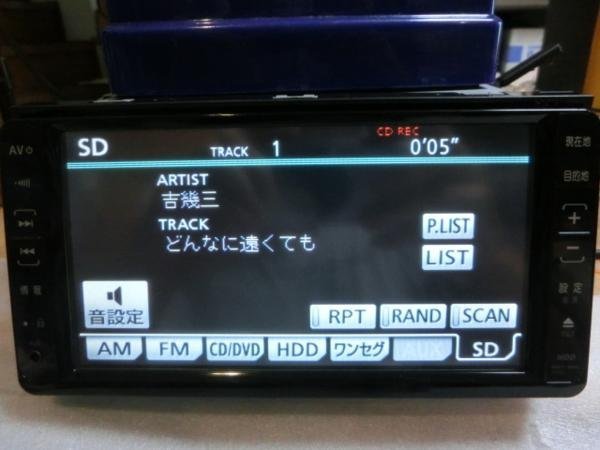 AV
CD REC
SD TRACK 1 0'05"
現在地
目的地
ARTIST
吉幾三
TRACK
どんなに遠くても
P.LIST
LIST
+
−
情報
設定
音設定
RPT RAND SCAN
AM FM CD/DVD HDD ワンセグ AUX SD